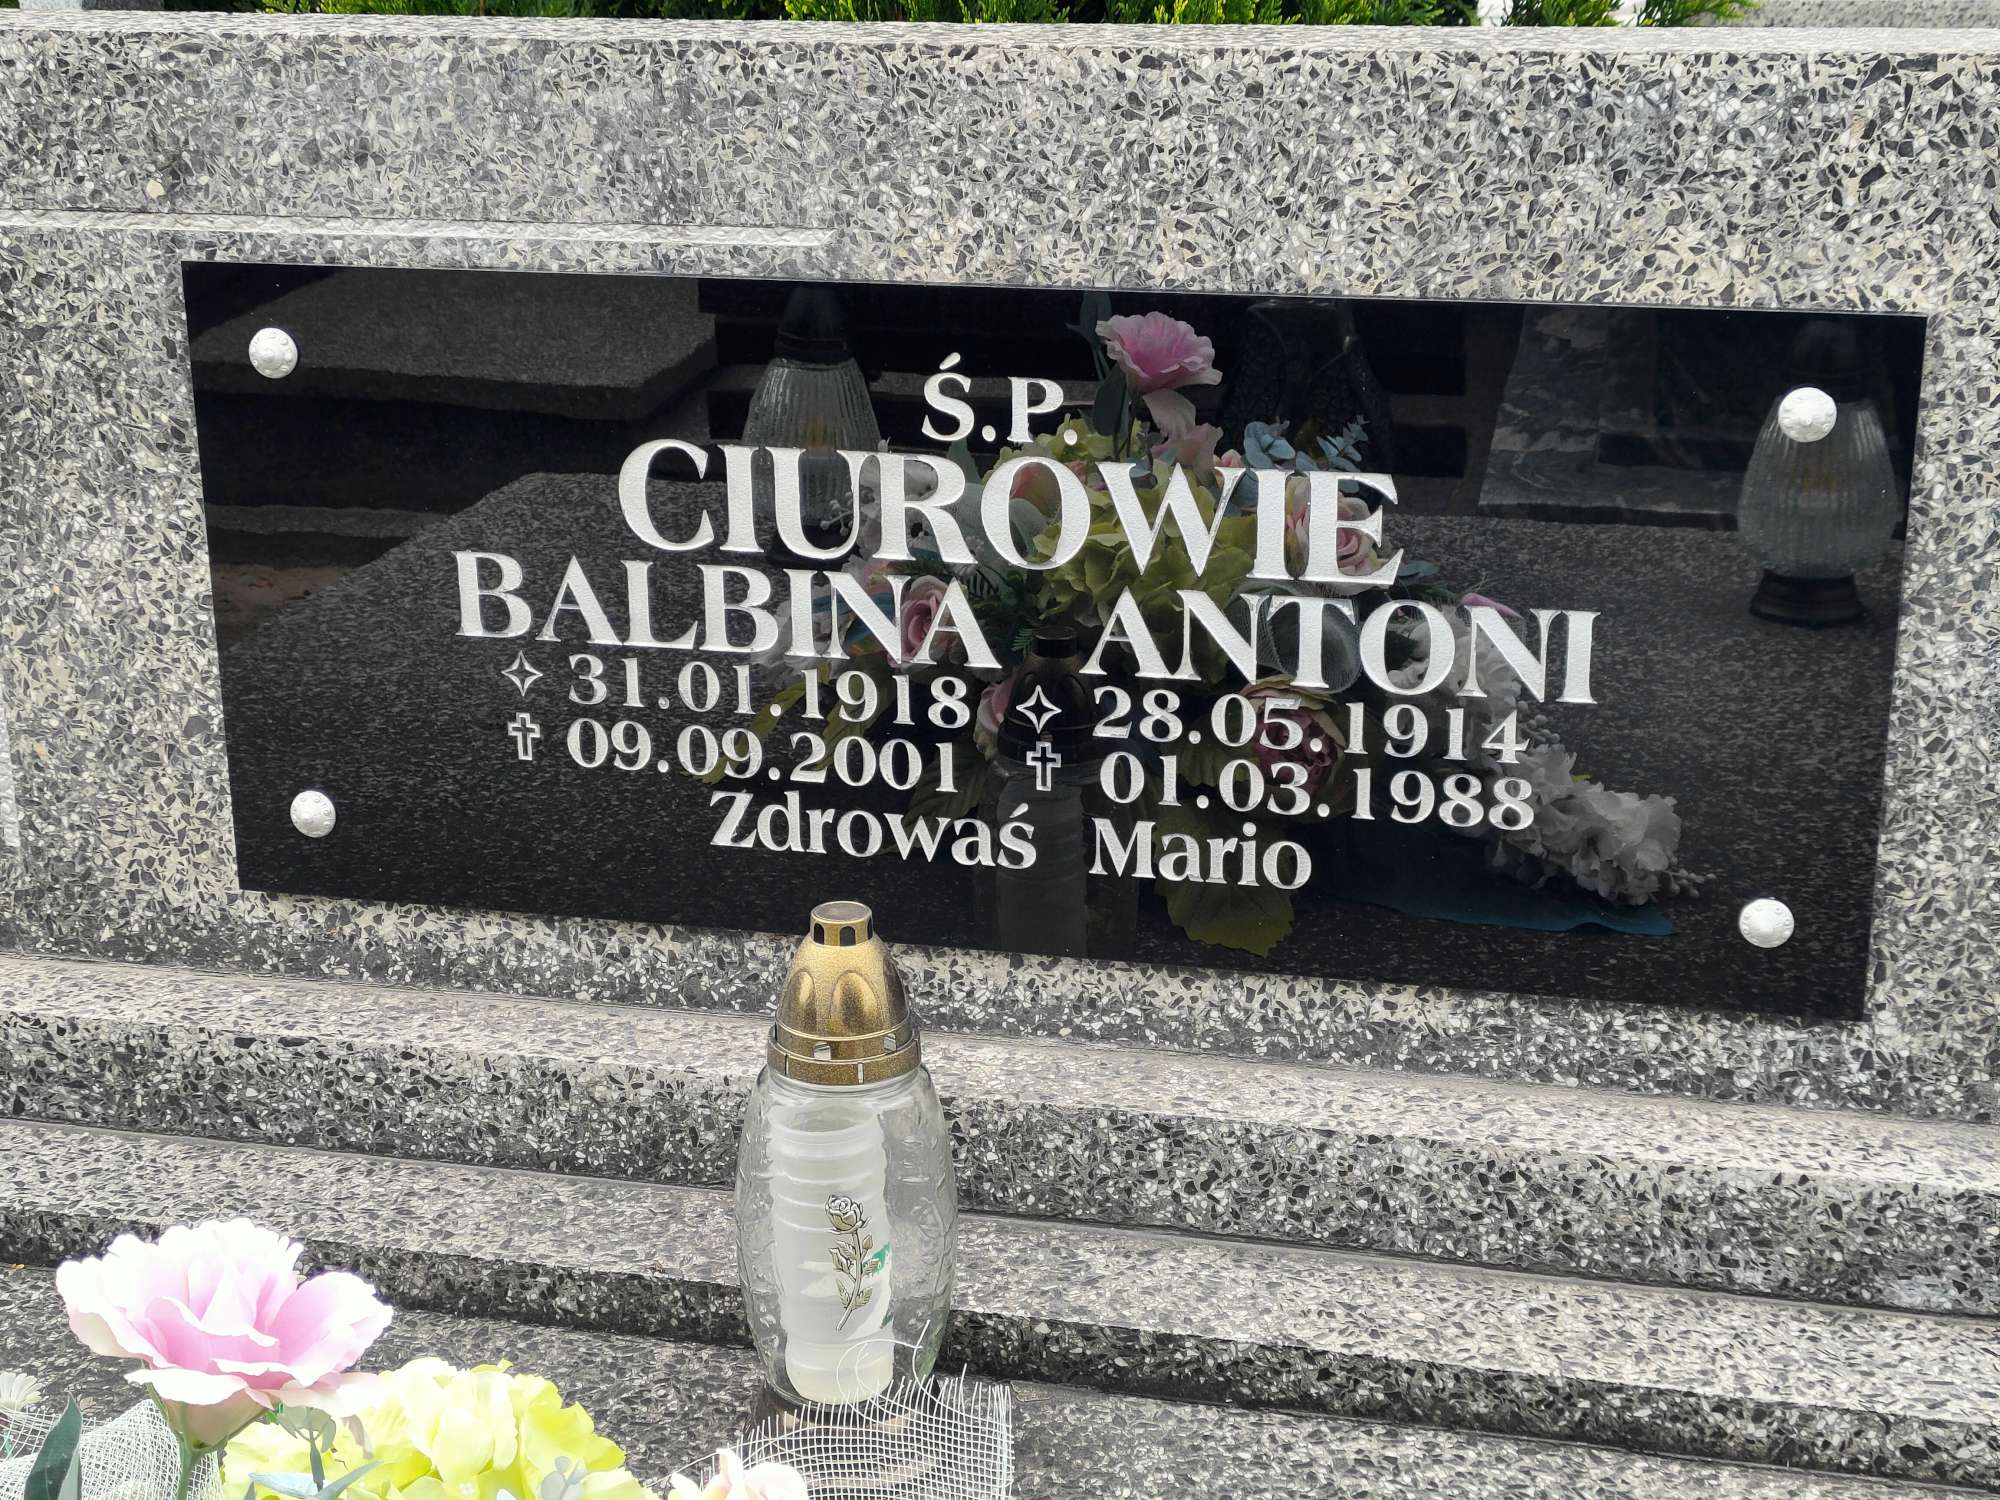 Ś.P.
CIUROWIE
BALBINA ANTONI
31.01.1918 28.05.1914
09.09.2001 01.03.1988
Zdrowaś Mario